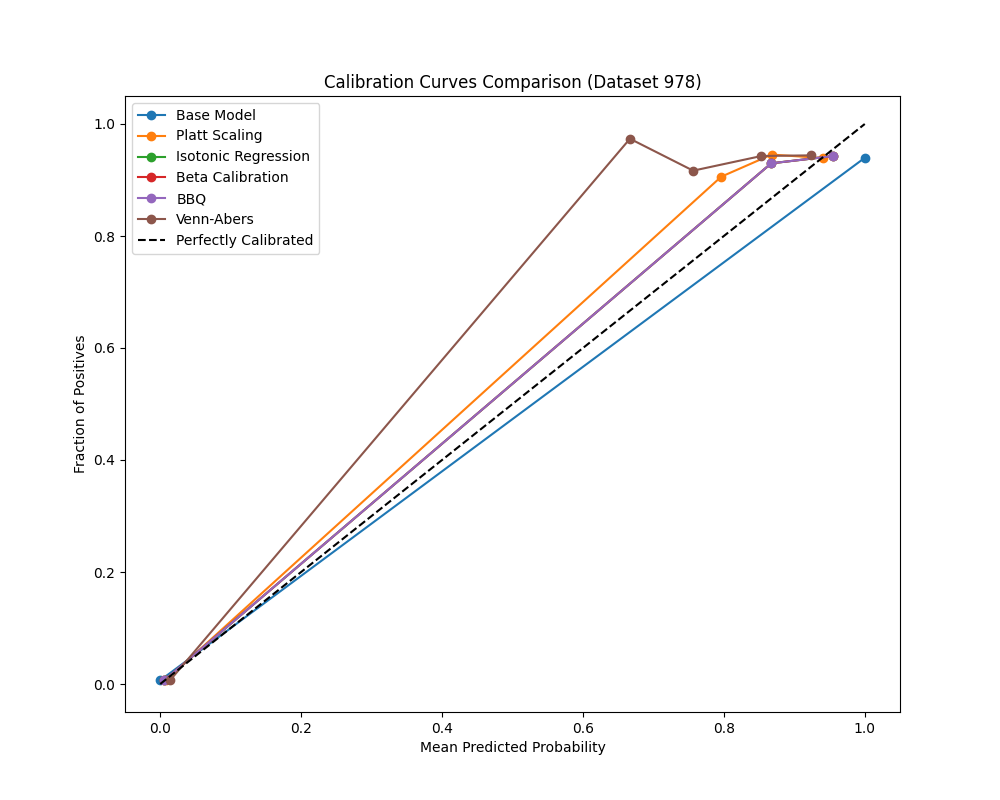 Calibration Curves Comparison (Dataset 978)
Base Model
Platt Scaling
Isotonic Regression
Beta Calibration
BBQ
Venn-Abers
Perfectly Calibrated
1.0
0.8
0.6
0.4
0.2
0.0
Fraction of Positives
0.0 0.2 0.4 0.6 0.8 1.0
Mean Predicted Probability